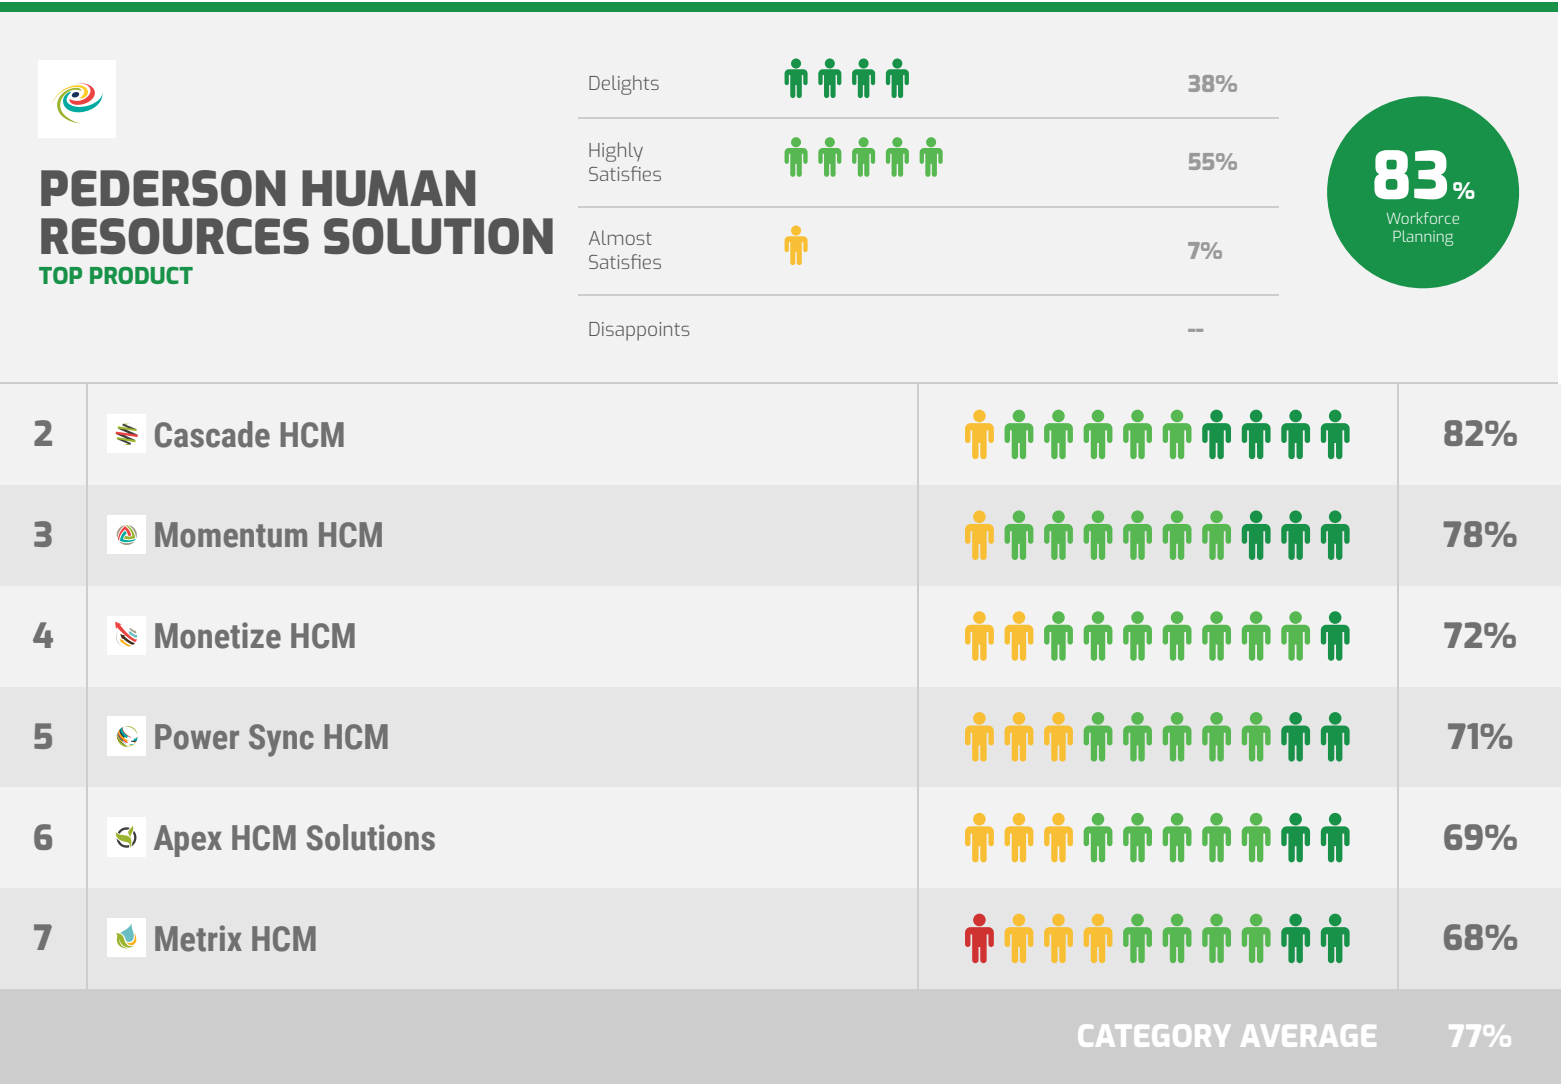 PEDERSON HUMAN
RESOURCES SOLUTION
TOP PRODUCT
Delights 38%
Highly
Satisfies 55%
Almost
Satisfies 7%
Disappoints --
83%
Workforce
Planning
2 Cascade HCM 82%
3 Momentum HCM 78%
4 Monetize HCM 72%
5 Power Sync HCM 71%
6 Apex HCM Solutions 69%
7 Metrix HCM 68%
CATEGORY AVERAGE 77%